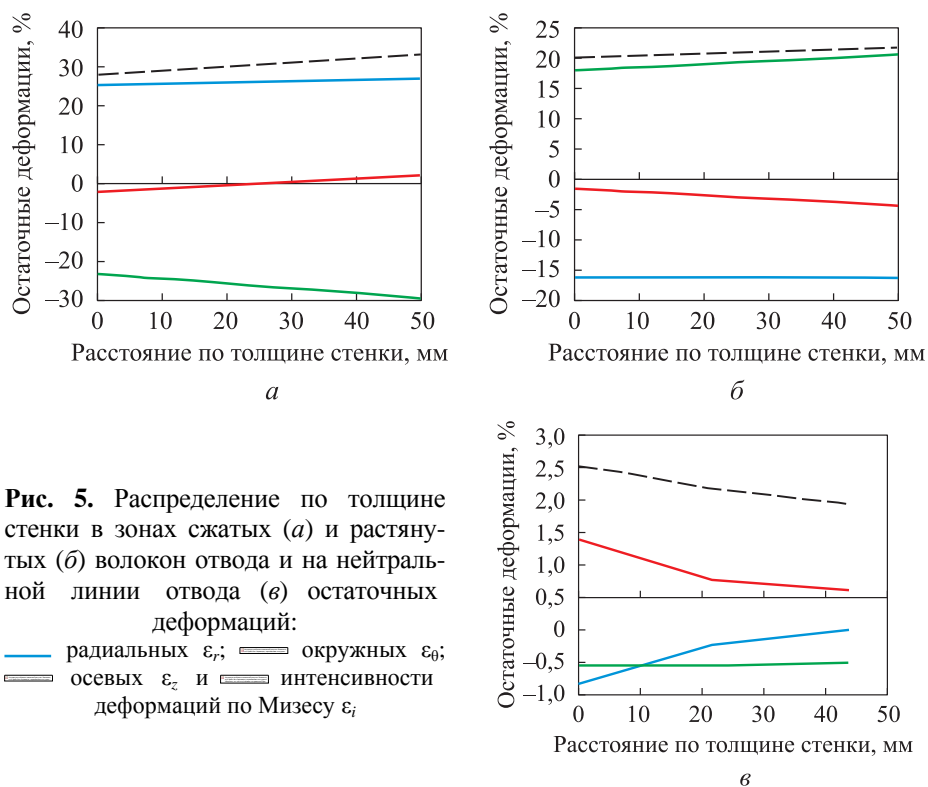 Остаточные деформации, %
40
30
20
10
0
–10
–20
–30
0 10 20 30 40 50
Расстояние по толщине стенки, мм
а
Остаточные деформации, %
25
20
15
10
5
0
–5
–10
–15
–20
0 10 20 30 40 50
Расстояние по толщине стенки, мм
б
Остаточные деформации, %
3,0
2,5
2,0
1,5
1,0
0,5
0
–0,5
–1,0
0 10 20 30 40 50
Расстояние по толщине стенки, мм
в
Рис. 5. Распределение по толщине
стенки в зонах сжатых (а) и растяну-
тых (б) волокон отвода и на нейтраль-
ной линии отвода (в) остаточных
деформаций:
радиальных εr; окружных εθ;
осевых εz и интенсивности
деформаций по Мизесу εi